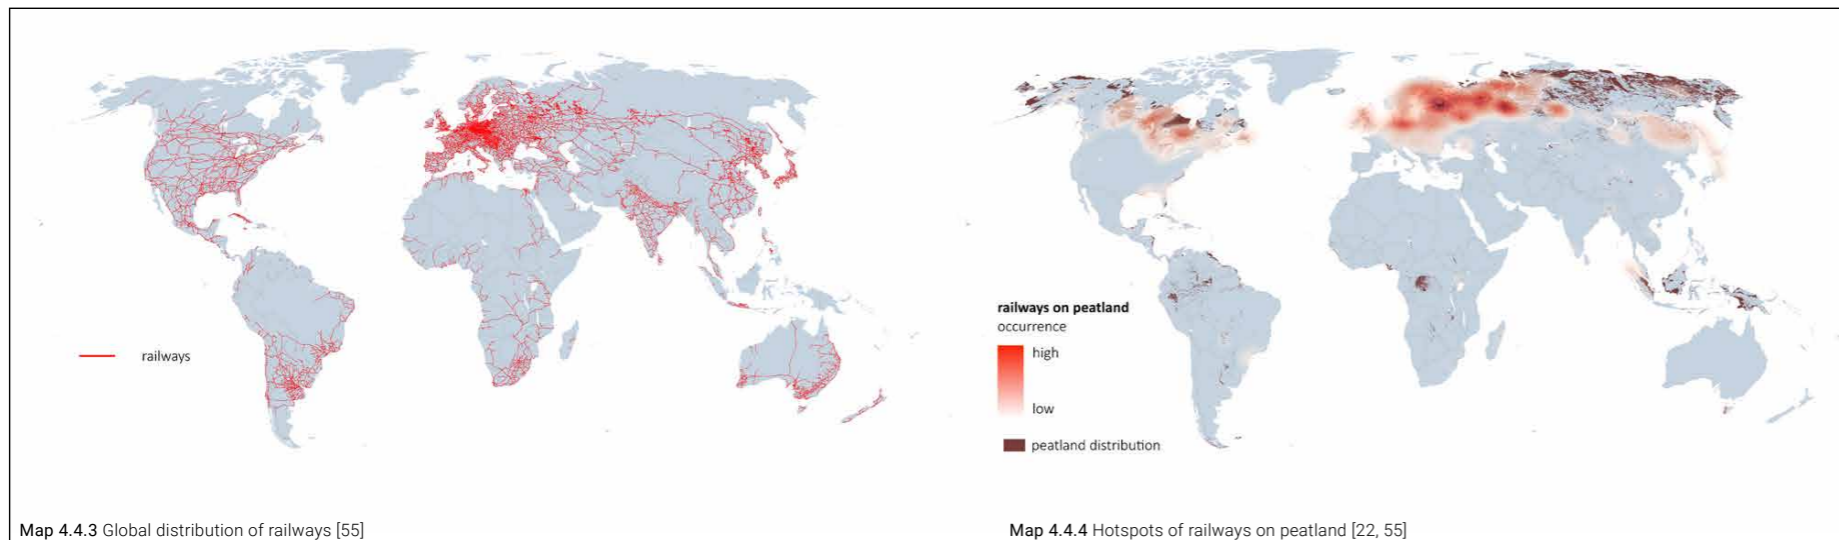 railways
railways on peatland
occurrence
high
low
peatland distribution
Map 4.4.3 Global distribution of railways [55]
Map 4.4.4 Hotspots of railways on peatland [22, 55]